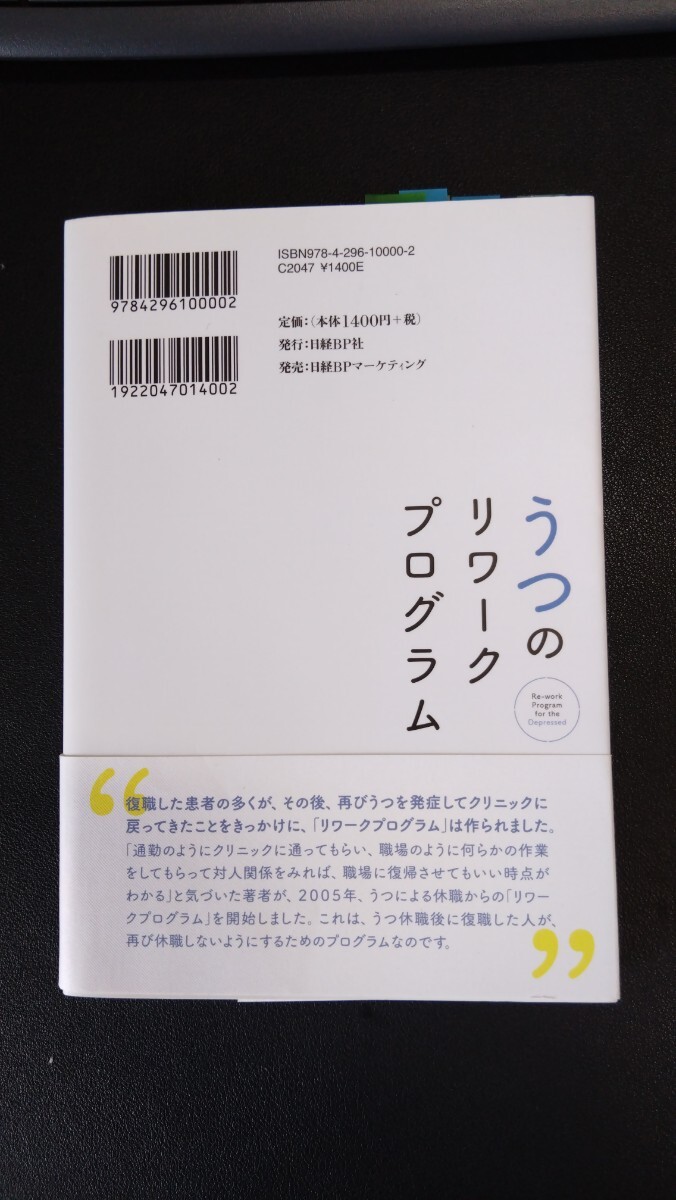 ISBN978-4-296-10000-2
C2047 ¥1400E
9784296100002
定価:(本体1400円+税)
発行:日経BP社
発売:日経BPマーケティング
1922047014002
うつの
リワーク
プログラム
Re-work
Program
for the
Depressed
“復職した患者の多くが、その後、再びうつを発症してクリニックに
戻ってきたことをきっかけに、「リワークプログラム」は作られました。
「通勤のようにクリニックに通ってもらい、職場のように何らかの作業
をしてもらって対人関係をみれば、職場に復帰させてもいい時点が
わかる」と気づいた著者が、2005年、うつによる休職からの「リワー
クプログラム」を開始しました。これは、うつ休職後に復職した人が、
再び休職しないようにするためのプログラムなのです。”